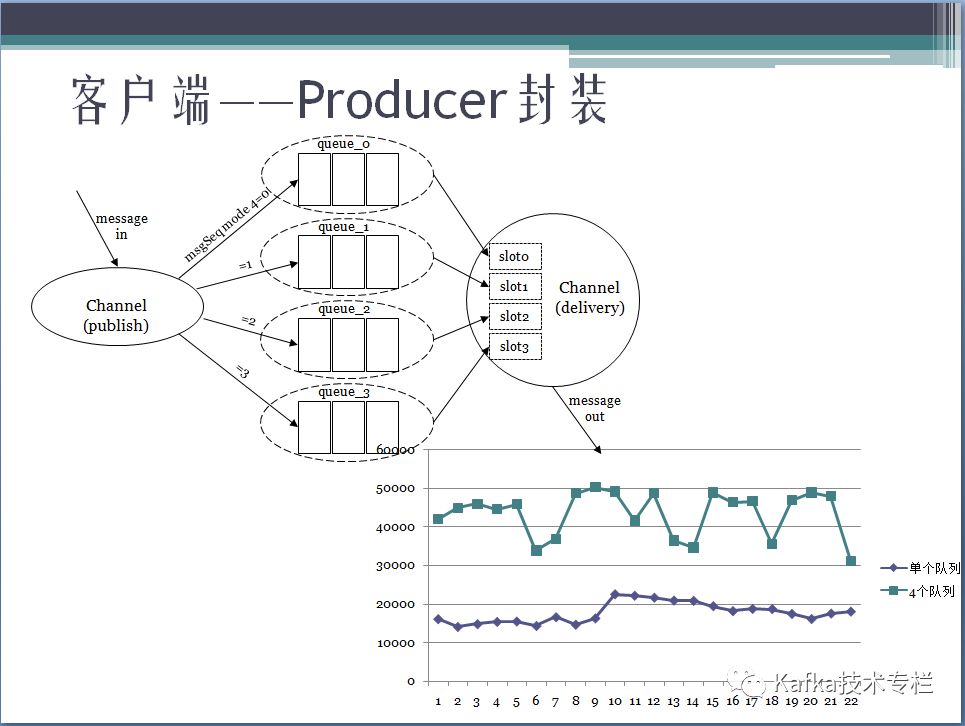 客户端——Producer封装
queue_0
message
in
msgSeq mode 4=0!
queue_1
=1
Channel
(publish)
queue_2
=2
queue_3
=3
slot0
slot1
slot2
slot3
Channel
(delivery)
message
out
60000
50000
40000
30000
20000
10000
0
单个队列
4个队列
1 2 3 4 5 6 7 8 9 10 11 12 13 14 15 16 17 18 19 20 21 22
Kafka技术专栏